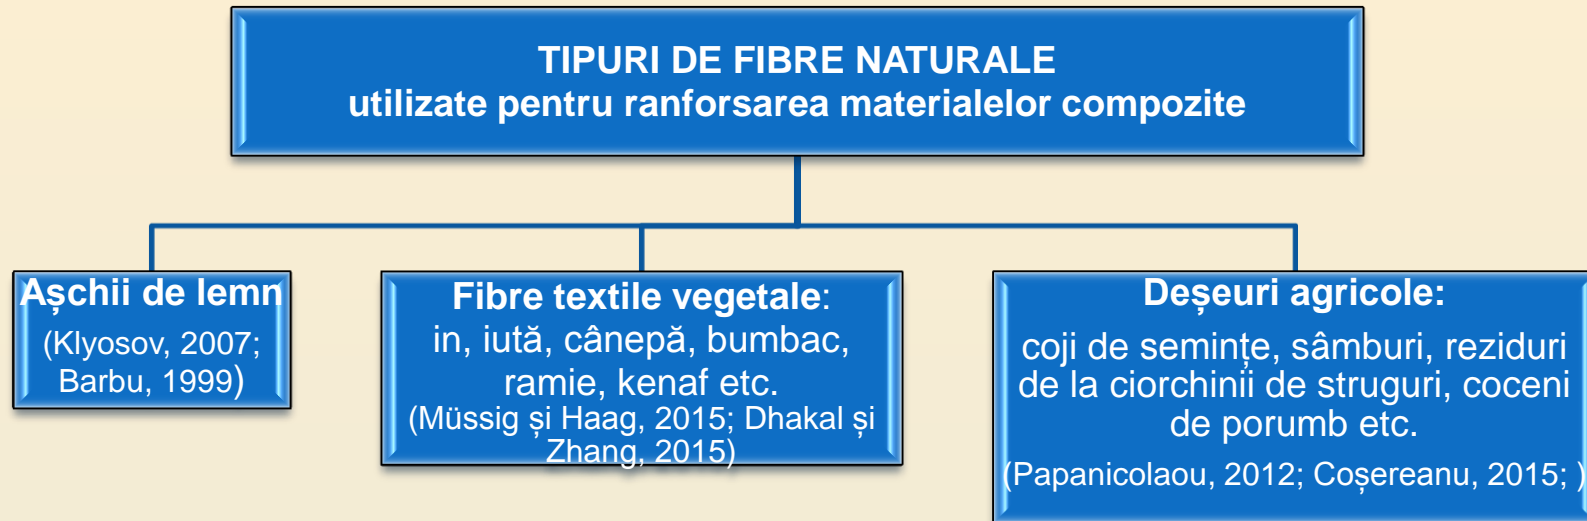 TIPURI DE FIBRE NATURALE
utilizate pentru ranforsarea materialelor compozite
Așchii de lemn
(Klyosov, 2007;
Barbu, 1999)
Fibre textile vegetale:
in, iută, cânepă, bumbac,
ramie, kenaf etc.
(Müssig și Haag, 2015; Dhakal și
Zhang, 2015)
Deșeuri agricole:
coji de semințe, sâmburi, reziduri
de la ciorchinii de struguri, coceni
de porumb etc.
(Papanicolaou, 2012; Coșereanu, 2015; )